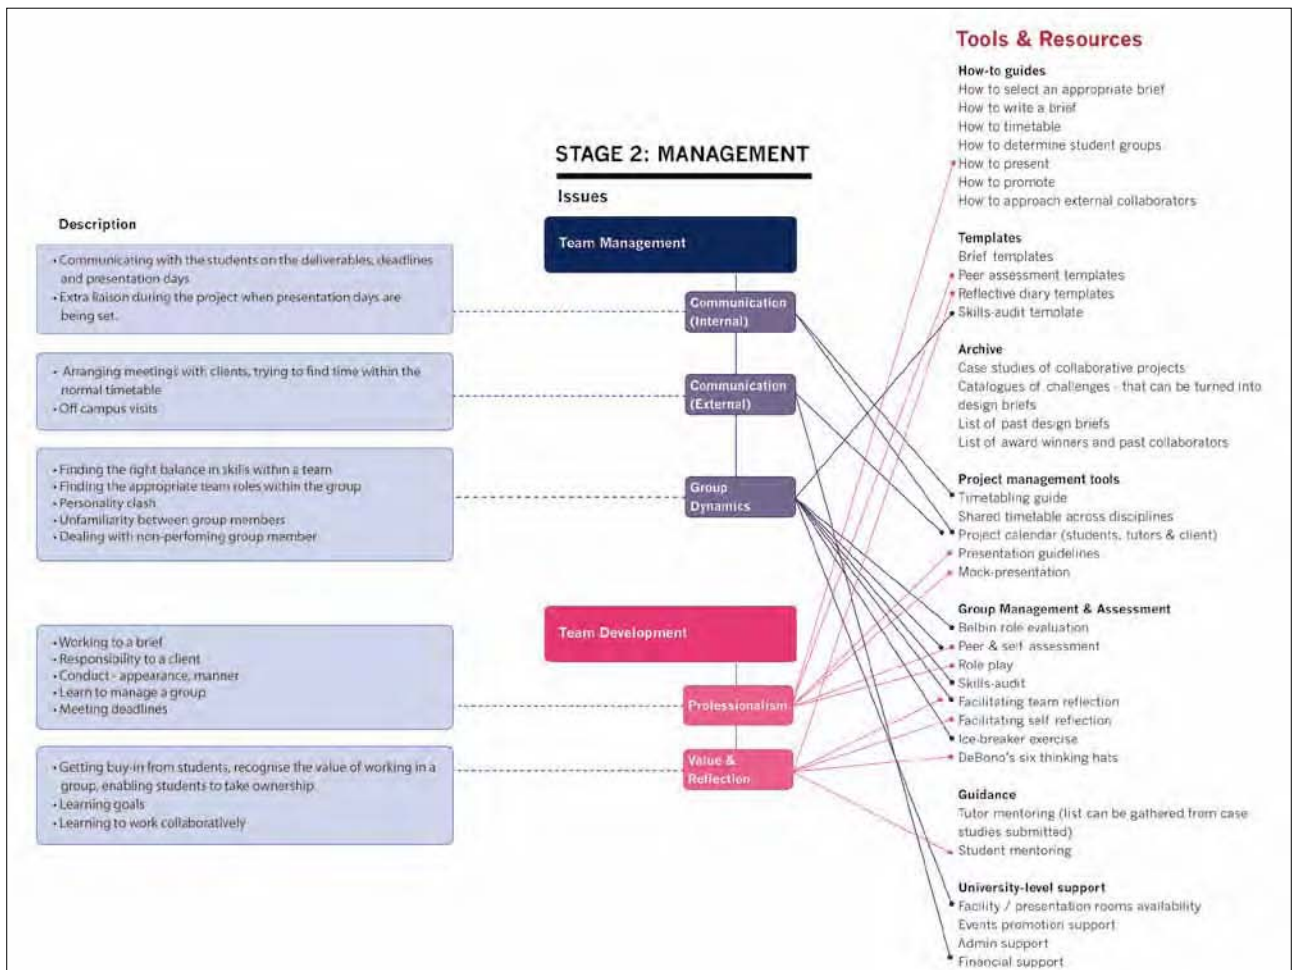 Tools & Resources
How-to guides
How to select an appropriate brief
How to write a brief
How to timetable
How to determine student groups
How to present
How to promote
How to approach external collaborators
STAGE 2: MANAGEMENT
Issues
Description
Team Management
• Communicating with the students on the deliverables, deadlines
and presentation days
• Extra liaison during the project when presentation days are
being set.
Communication
(Internal)
• Arranging meetings with clients, trying to find time within the
normal timetable
• Off campus visits
Communication
(External)
• Finding the right balance in skills within a team
• Finding the appropriate team roles within the group
• Personality clash
• Unfamiliarity between group members
• Dealing with non-perfoming group member
Group
Dynamics
Team Development
• Working to a brief
• Responsibility to a client
• Conduct - appearance, manner
• Learn to manage a group
• Meeting deadlines
Professionalism
• Getting buy-in from students, recognise the value of working in a
group, enabling students to take ownership
• Learning goals
• Learning to work collaboratively
Value &
Reflection
Templates
Brief templates
Peer assessment templates
Reflective diary templates
Skills-audit template
Archive
Case studies of collaborative projects
Catalogues of challenges - that can be turned into
design briefs
List of past design briefs
List of award winners and past collaborators
Project management tools
Timetabling guide
Shared timetable across disciplines
Project calendar (students, tutors & client)
Presentation guidelines
Mock-presentation
Group Management & Assessment
Belbin role evaluation
Peer & self assessment
Role play
Skills-audit
Facilitating team reflection
Facilitating self reflection
Ice-breaker exercise
DeBono's six thinking hats
Guidance
Tutor mentoring (list can be gathered from case
studies submitted)
Student mentoring
University-level support
Facility / presentation rooms availability
Events promotion support
Admin support
Financial support